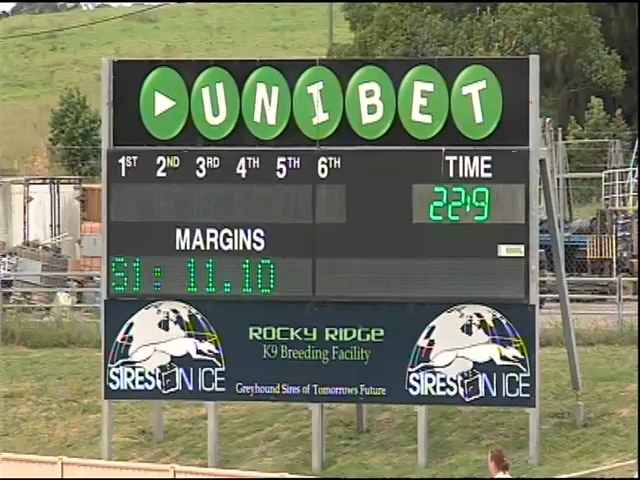 UNIBET
1ST 2ND 3RD 4TH 5TH 6TH TIME
22.9
MARGINS
S1: 11.10
ROCKY RIDGE
K9 Breeding Facility
SIRES ON ICE
Greyhound Sires of Tomorrows Future
SIRES ON ICE